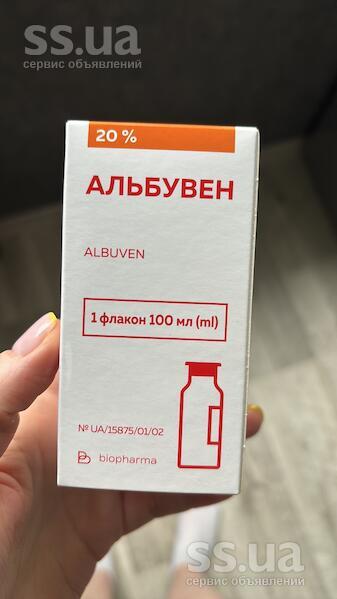 ss.ua
сервис объявлений
20 %
АЛЬБУВЕН
ALBUVEN
1 флакон 100 мл (ml)
№ UA/15875/01/02
biopharma
ss.ua
сервис объявлений